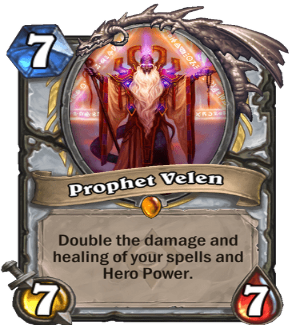 7
Prophet Velen
Double the damage and
healing of your spells and
Hero Power.
7 7